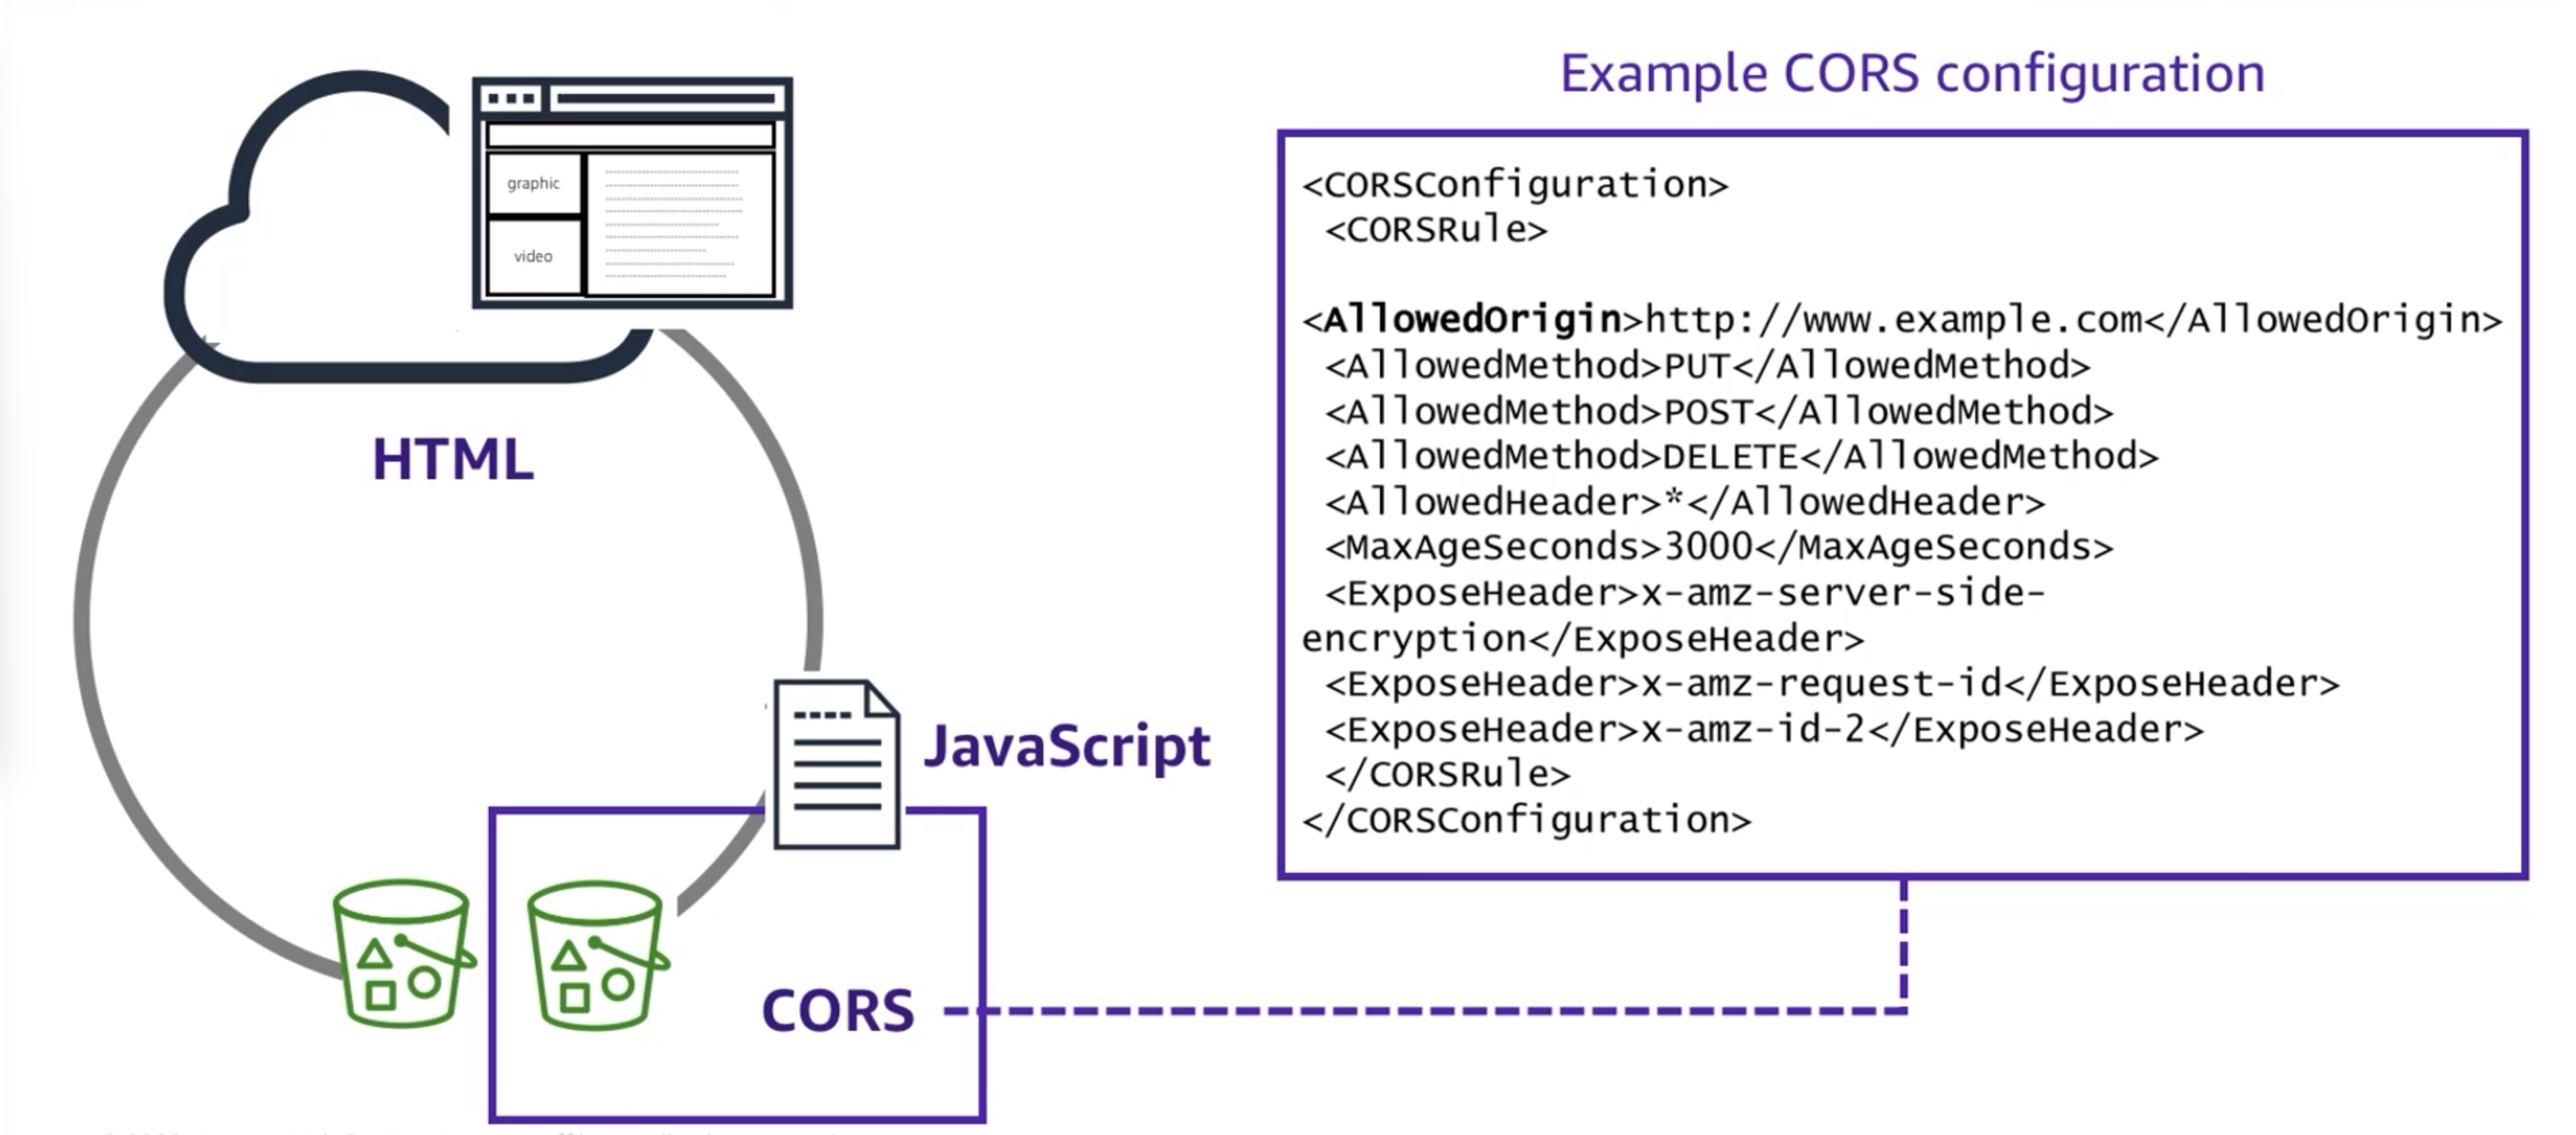 Example CORS configuration
graphic
video
HTML
JavaScript
CORS
<CORSConfiguration>
<CORSRule>
<AllowedOrigin>http://www.example.com</AllowedOrigin>
<AllowedMethod>PUT</AllowedMethod>
<AllowedMethod>POST</AllowedMethod>
<AllowedMethod>DELETE</AllowedMethod>
<AllowedHeader>*</AllowedHeader>
<MaxAgeSeconds>3000</MaxAgeSeconds>
<ExposeHeader>x-amz-server-side-
encryption</ExposeHeader>
<ExposeHeader>x-amz-request-id</ExposeHeader>
<ExposeHeader>x-amz-id-2</ExposeHeader>
</CORSRule>
</CORSConfiguration>